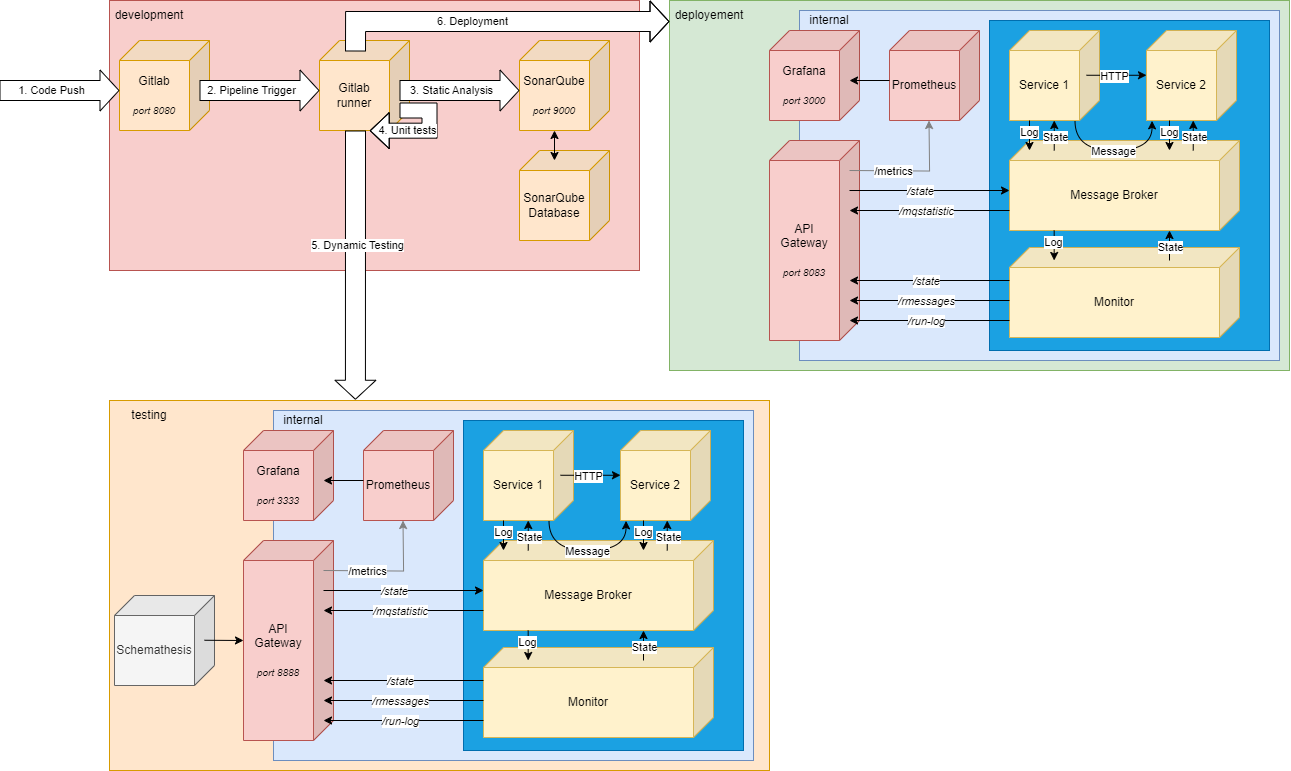 development
1. Code Push
Gitlab
port 8080
2. Pipeline Trigger
Gitlab
runner
3. Static Analysis
4. Unit tests
SonarQube
port 9000
SonarQube
Database
5. Dynamic Testing
6. Deployment
deployement
internal
Grafana
port 3000
Prometheus
Service 1
HTTP
Service 2
Log
State
Message
Log
State
/metrics
/state
/mqstatistic
Message Broker
API
Gateway
port 8083
Log
State
/state
/rmessages
/run-log
Monitor
testing
internal
Grafana
port 3333
Prometheus
Service 1
HTTP
Service 2
Log
State
Message
Log
State
/metrics
/state
/mqstatistic
Message Broker
Schemathesis
API
Gateway
port 8888
Log
State
/state
/rmessages
/run-log
Monitor